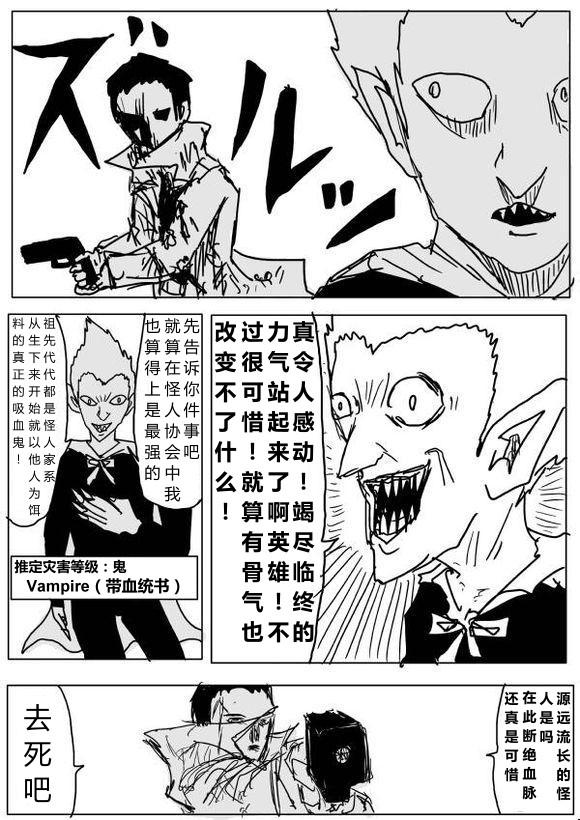 ズズルッ
真令人感动！竭尽临终的
力气站起来了啊英雄！不
过很可惜！就算有骨气也
改变不了什么！
先告诉你件事吧
就算在怪人协会中我
也算得上是最强的
祖先代代都是怪人家系
从生下来开始就以他人为饵
料的真正的吸血鬼！
推定灾害等级：鬼
Vampire（带血统书）
源远流长的怪
人是吗
在此断绝血脉
还真是可惜
去死吧